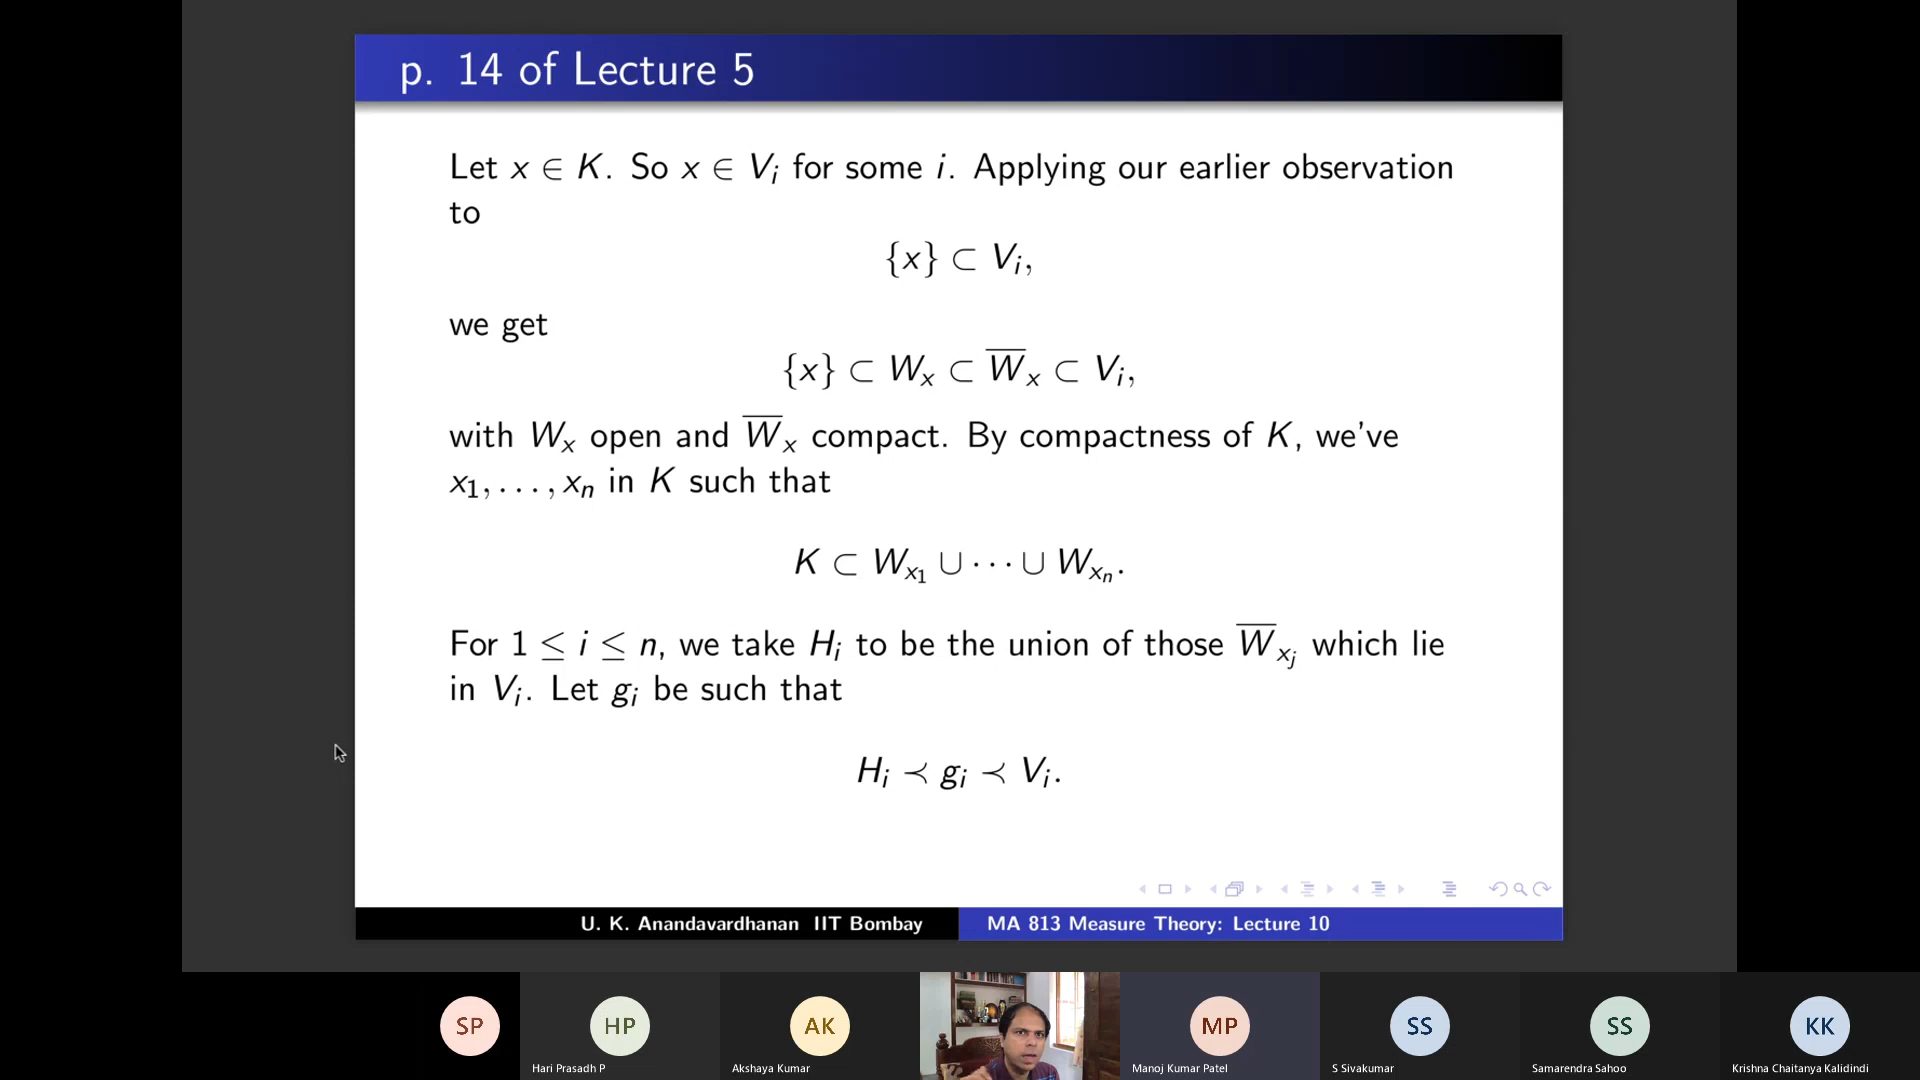 p. 14 of Lecture 5
Let x ∈ K. So x ∈ V_i for some i. Applying our earlier observation
to
{x} ⊂ V_i,
we get
{x} ⊂ W_x ⊂ \overline{W}_x ⊂ V_i,
with W_x open and \overline{W}_x compact. By compactness of K, we've
x_1, . . . , x_n in K such that
K ⊂ W_{x_1} ∪ · · · ∪ W_{x_n}.
For 1 ≤ i ≤ n, we take H_i to be the union of those \overline{W}_{x_j} which lie
in V_i. Let g_i be such that
H_i ≺ g_i ≺ V_i.
U. K. Anandavardhanan IIT Bombay
MA 813 Measure Theory: Lecture 10
SP
HP
AK
MP
SS
SS
KK
Hari Prasadh P
Akshaya Kumar
Manoj Kumar Patel
S Sivakumar
Samarendra Sahoo
Krishna Chaitanya Kalidindi